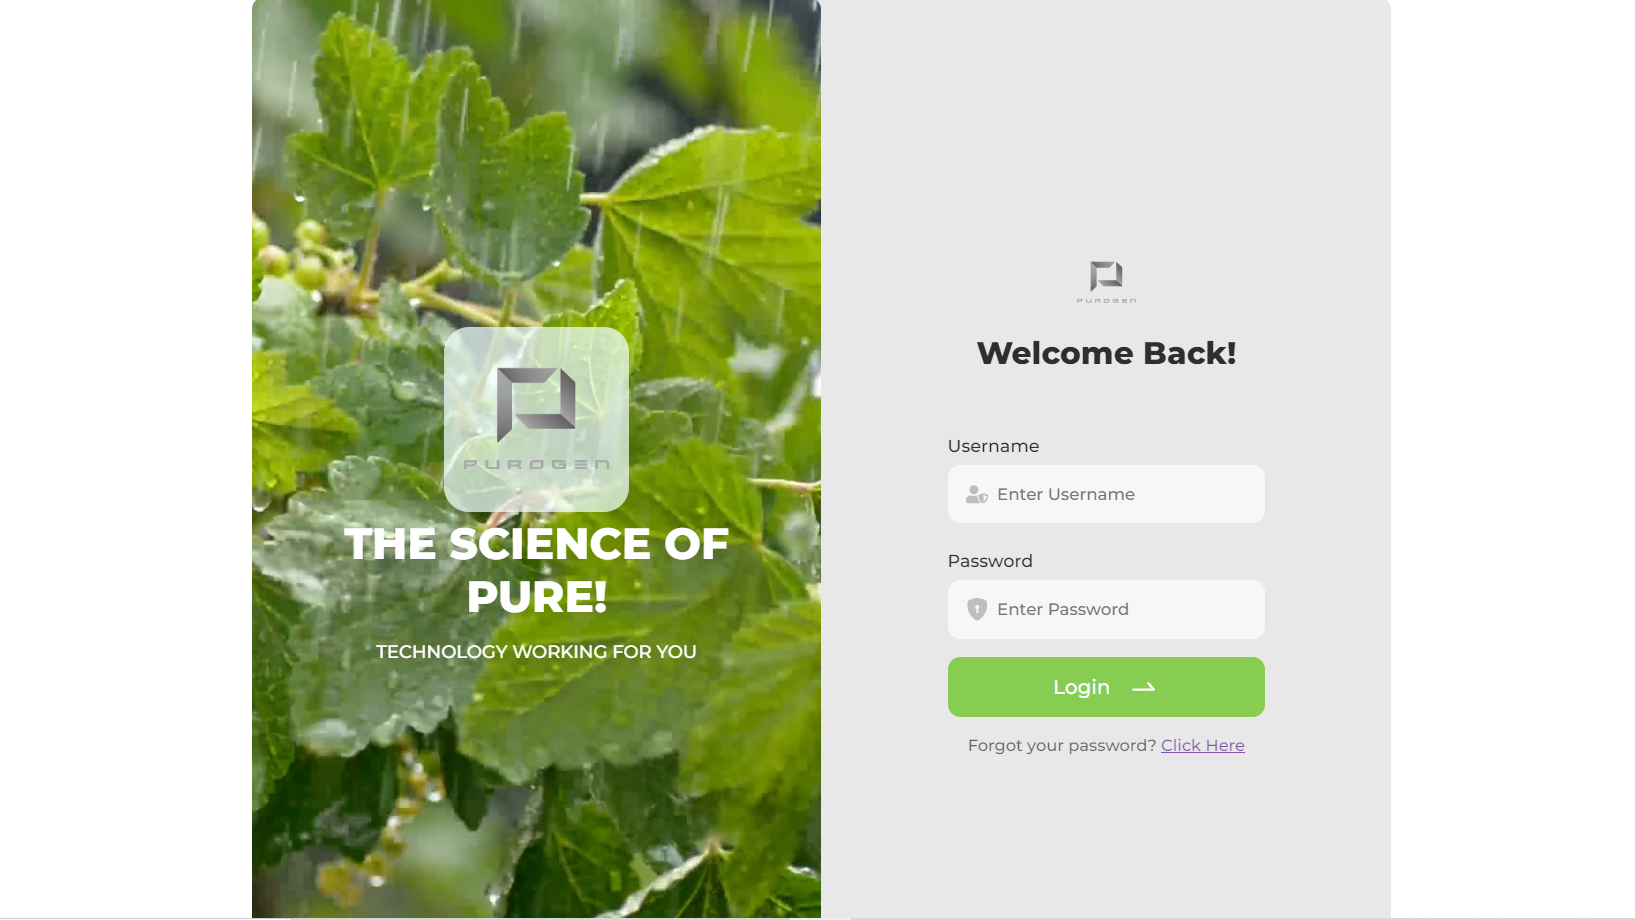 PUROGEN
THE SCIENCE OF
PURE!
TECHNOLOGY WORKING FOR YOU
PUROGEN
Welcome Back!
Username
Enter Username
Password
Enter Password
Login
Forgot your password? Click Here